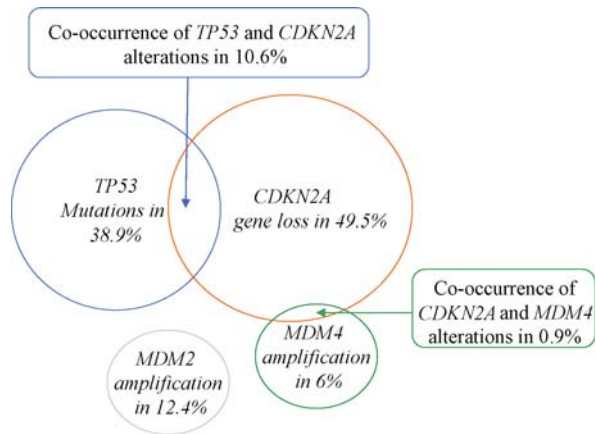 Co-occurrence of TP53 and CDKN2A
alterations in 10.6%
TP53
Mutations in
38.9%
CDKN2A
gene loss in 49.5%
Co-occurrence of
CDKN2A and MDM4
alterations in 0.9%
MDM4
amplification
in 6%
MDM2
amplification
in 12.4%